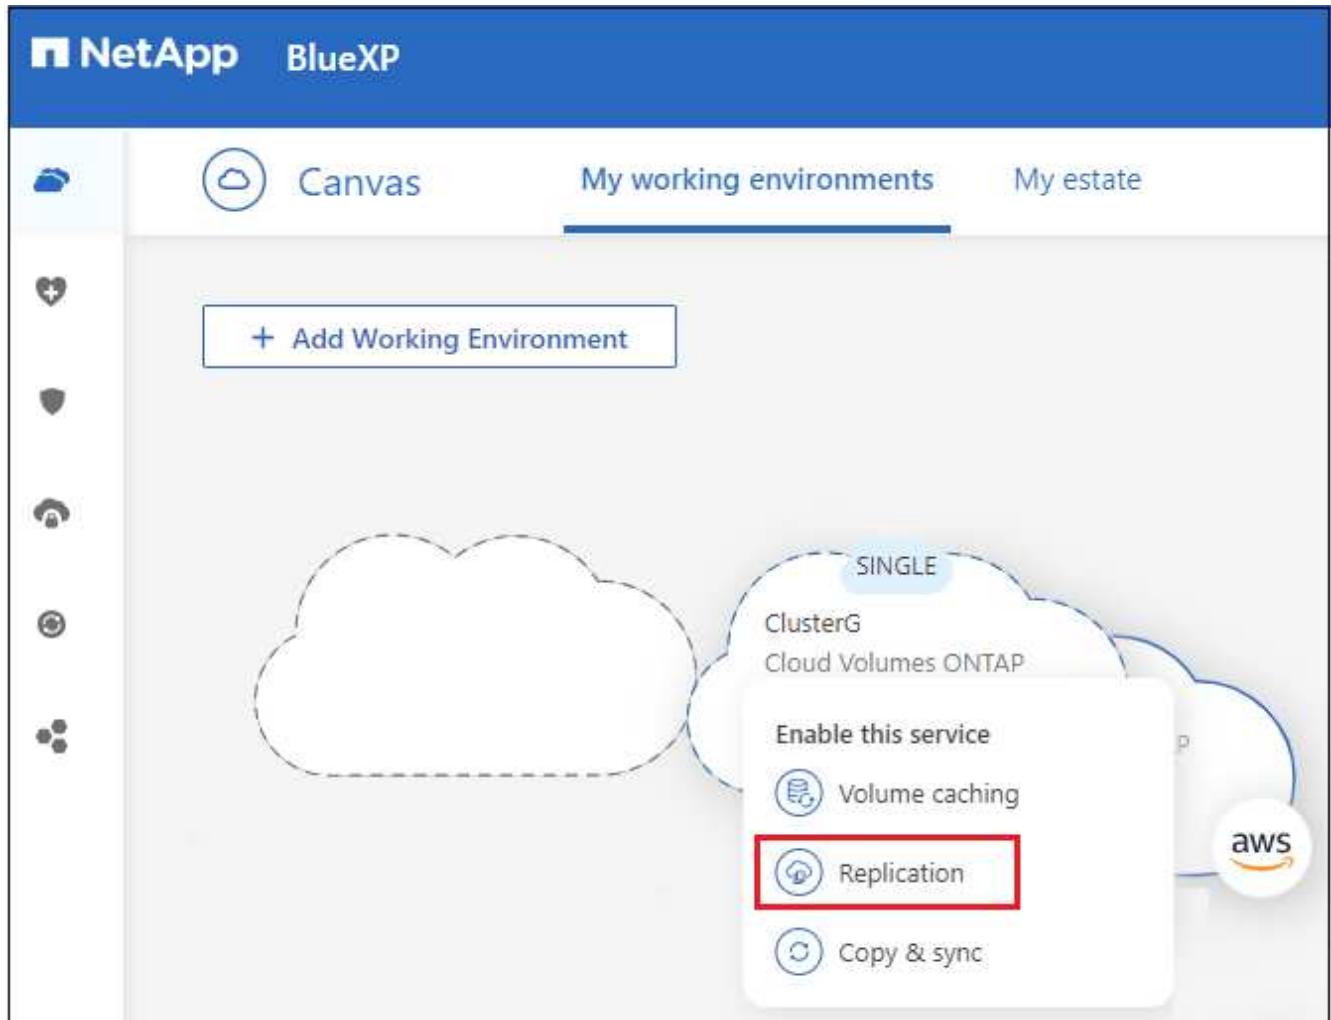 NetApp BlueXP
Canvas My working environments My estate
+ Add Working Environment
SINGLE
ClusterG
Cloud Volumes ONTAP
Enable this service
P
Volume caching
aws
Replication
Copy & sync